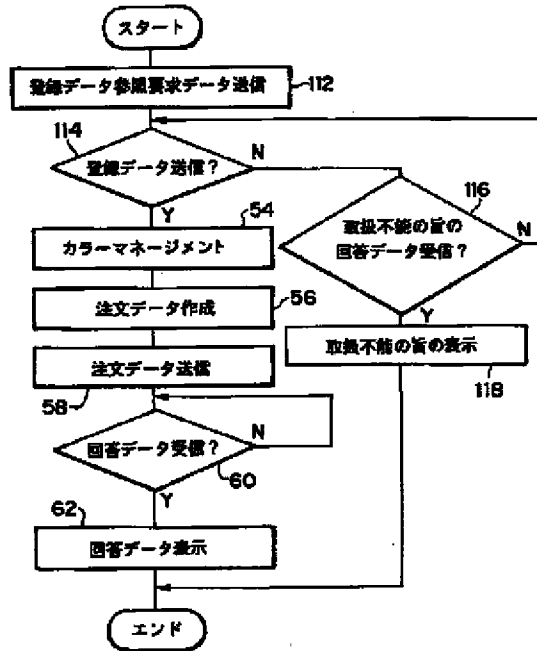 スタート
登録データ参照要求データ送信
112
114
登録データ送信?
N
Y
116
取扱不能の旨の
回答データ受信?
N
Y
54
カラーマネージメント
56
注文データ作成
取扱不能の旨の表示
118
注文データ送信
58
回答データ受信?
N
60
Y
62
回答データ表示
エンド